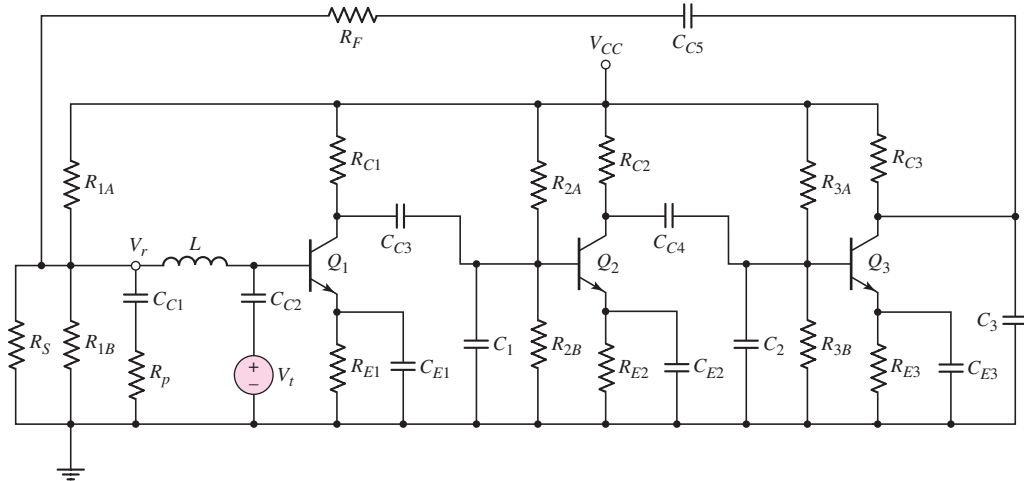 R_F
C_C5
V_CC
R_C1
R_C2
R_C3
R_1A
R_2A
R_3A
V_r
L
C_C3
C_C4
Q_1
Q_2
Q_3
C_C1
C_C2
R_S
R_1B
R_p
+
−
V_t
R_E1
C_E1
C_1
R_2B
R_E2
C_E2
C_2
R_3B
R_E3
C_E3
C_3